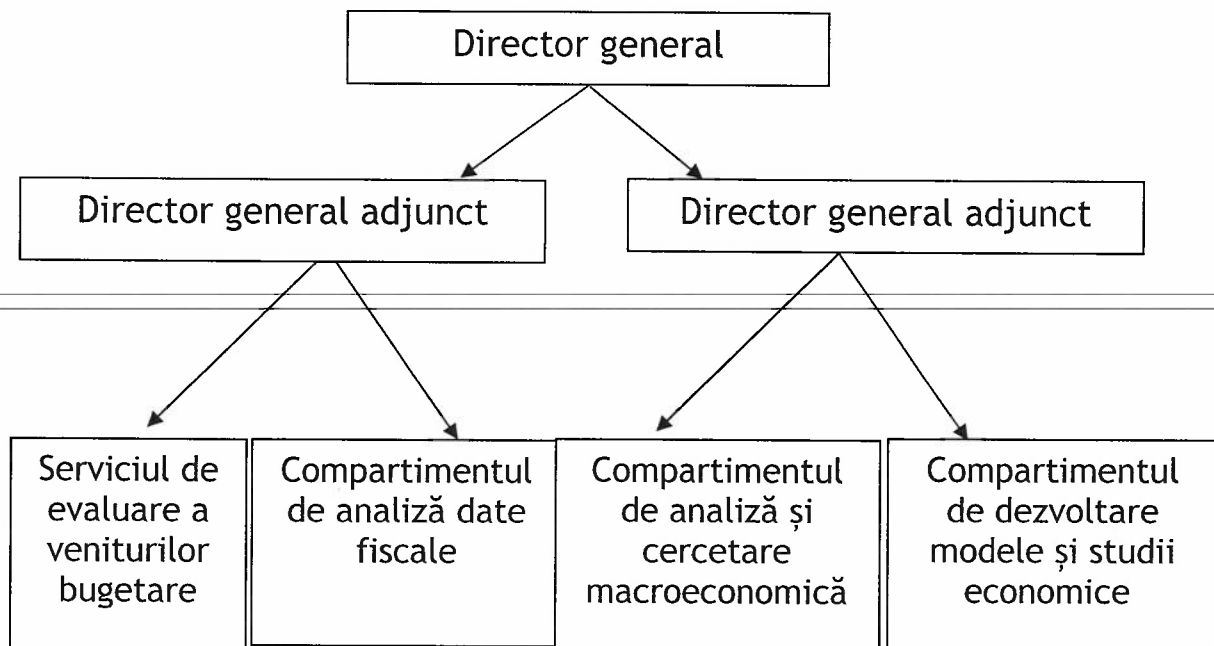 Director general
Director general adjunct
Director general adjunct
Serviciul de
evaluare a
veniturilor
bugetare
Compartimentul
de analiză date
fiscale
Compartimentul
de analiză și
cercetare
macroeconomică
Compartimentul
de dezvoltare
modele și studii
economice